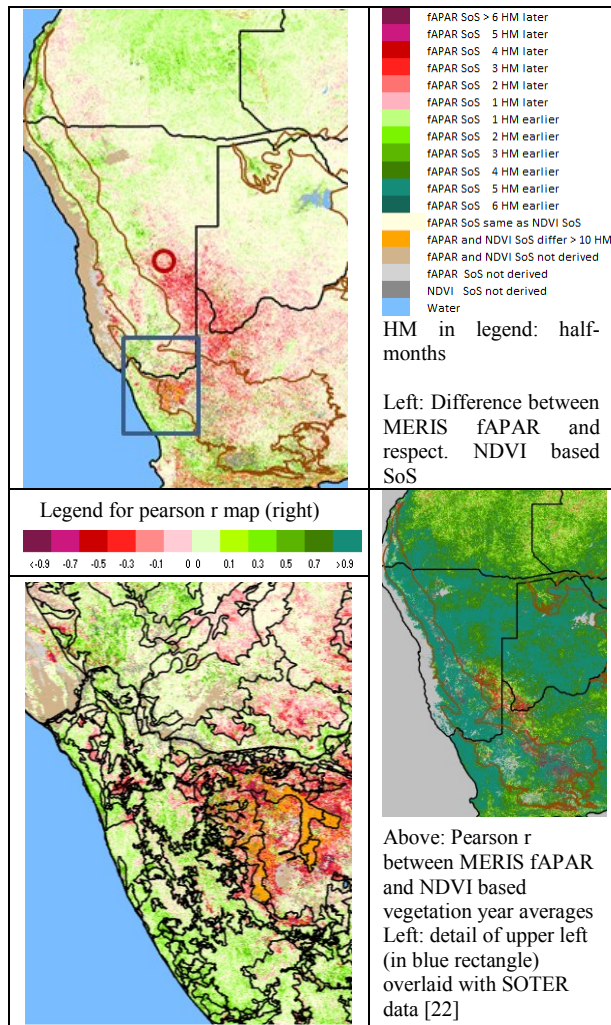 fAPAR SoS > 6 HM later
fAPAR SoS 5 HM later
fAPAR SoS 4 HM later
fAPAR SoS 3 HM later
fAPAR SoS 2 HM later
fAPAR SoS 1 HM later
fAPAR SoS 1 HM earlier
fAPAR SoS 2 HM earlier
fAPAR SoS 3 HM earlier
fAPAR SoS 4 HM earlier
fAPAR SoS 5 HM earlier
fAPAR SoS 6 HM earlier
fAPAR SoS same as NDVI SoS
fAPAR and NDVI SoS differ > 10 HM
fAPAR and NDVI SoS not derived
fAPAR SoS not derived
NDVI SoS not derived
Water
HM in legend: half-
months
Left: Difference between
MERIS fAPAR and
respect. NDVI based
SoS
Legend for pearson r map (right)
<-0.9 -0.7 -0.5 -0.3 -0.1 0 0 0.1 0.3 0.5 0.7 >0.9
Above: Pearson r
between MERIS fAPAR
and NDVI based
vegetation year averages
Left: detail of upper left
(in blue rectangle)
overlaid with SOTER
data [22]